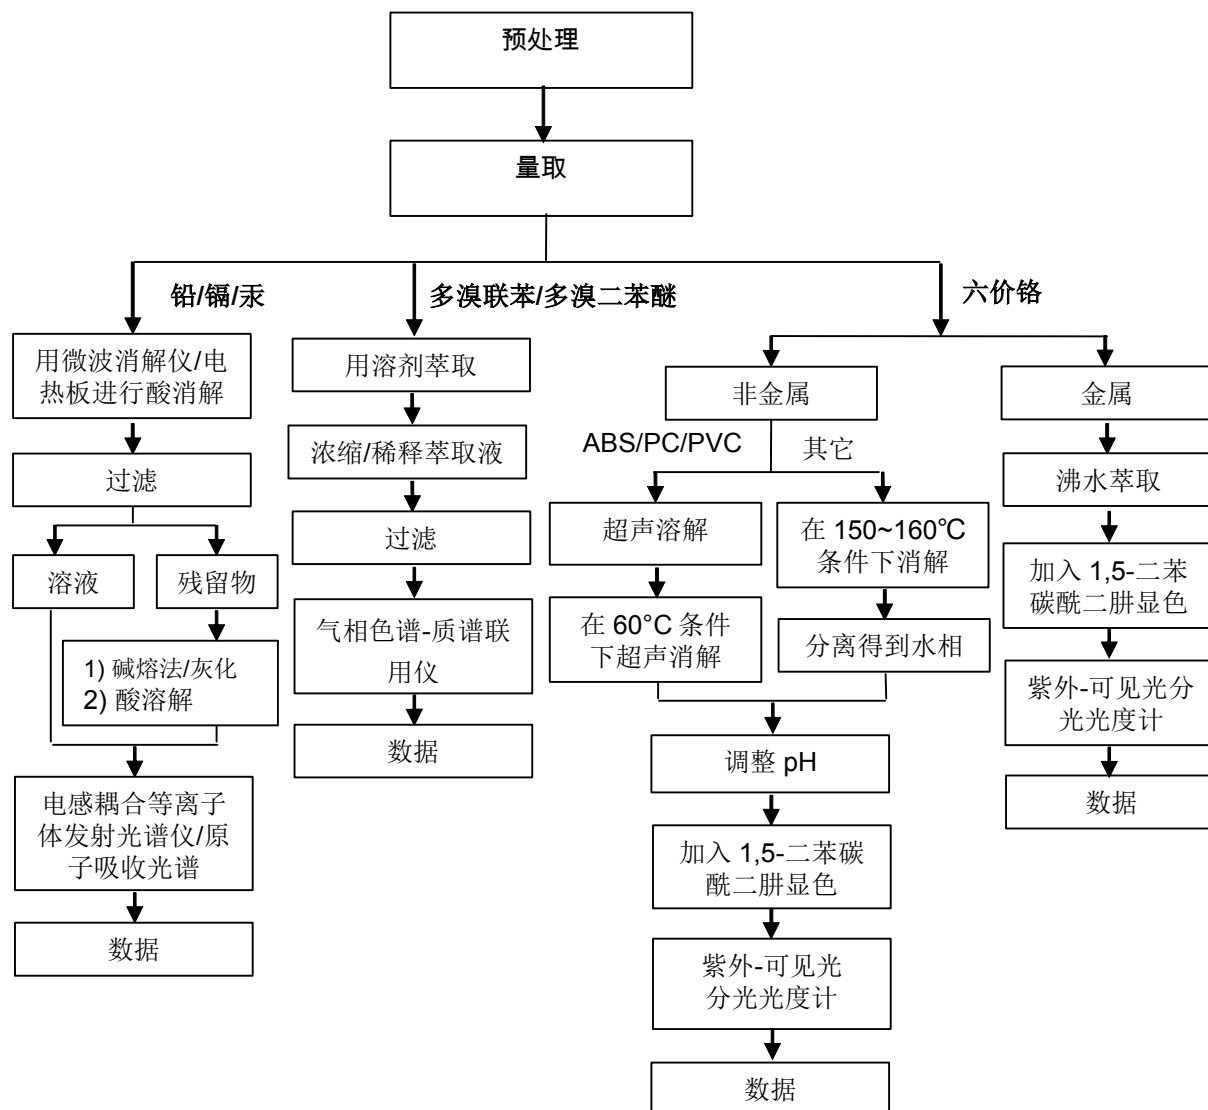 预处理
量取
铅/镉/汞
用微波消解仪/电
热板进行酸消解
过滤
溶液
残留物
1) 碱熔法/灰化
2) 酸溶解
电感耦合等离子
体发射光谱仪/原
子吸收光谱
数据
多溴联苯/多溴二苯醚
用溶剂萃取
浓缩/稀释萃取液
过滤
气相色谱-质谱联
用仪
数据
六价铬
非金属
ABS/PC/PVC
其它
超声溶解
在 60°C 条件
下超声消解
在 150~160℃
条件下消解
分离得到水相
调整 pH
加入 1,5-二苯碳
酰二肼显色
紫外-可见光
分光光度计
数据
金属
沸水萃取
加入 1,5-二苯
碳酰二肼显色
紫外-可见光分
光光度计
数据